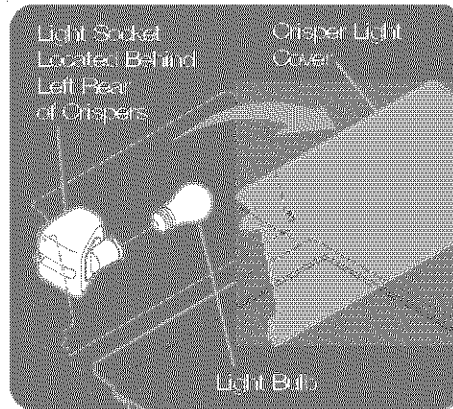 Light Socket
Located Behind
Left Rear
of Crispers
Crisper Light
Cover
Light Bulb